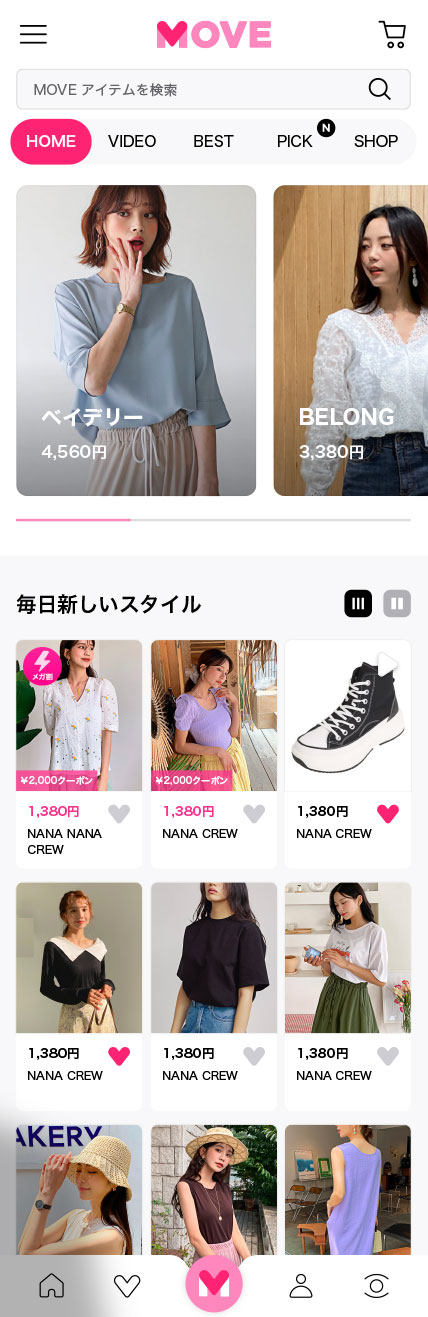 MOVE
MOVE アイテムを検索
HOME VIDEO BEST PICK N SHOP
ベイデリー
4,560円
BELONG
3,380円
毎日新しいスタイル
メガ割
¥2,000クーポン
1,380円
NANA NANA
CREW
¥2,000クーポン
1,380円
NANA CREW
1,380円
NANA CREW
1,380円
NANA CREW
1,380円
NANA CREW
1,380円
NANA CREW
AKERY
M